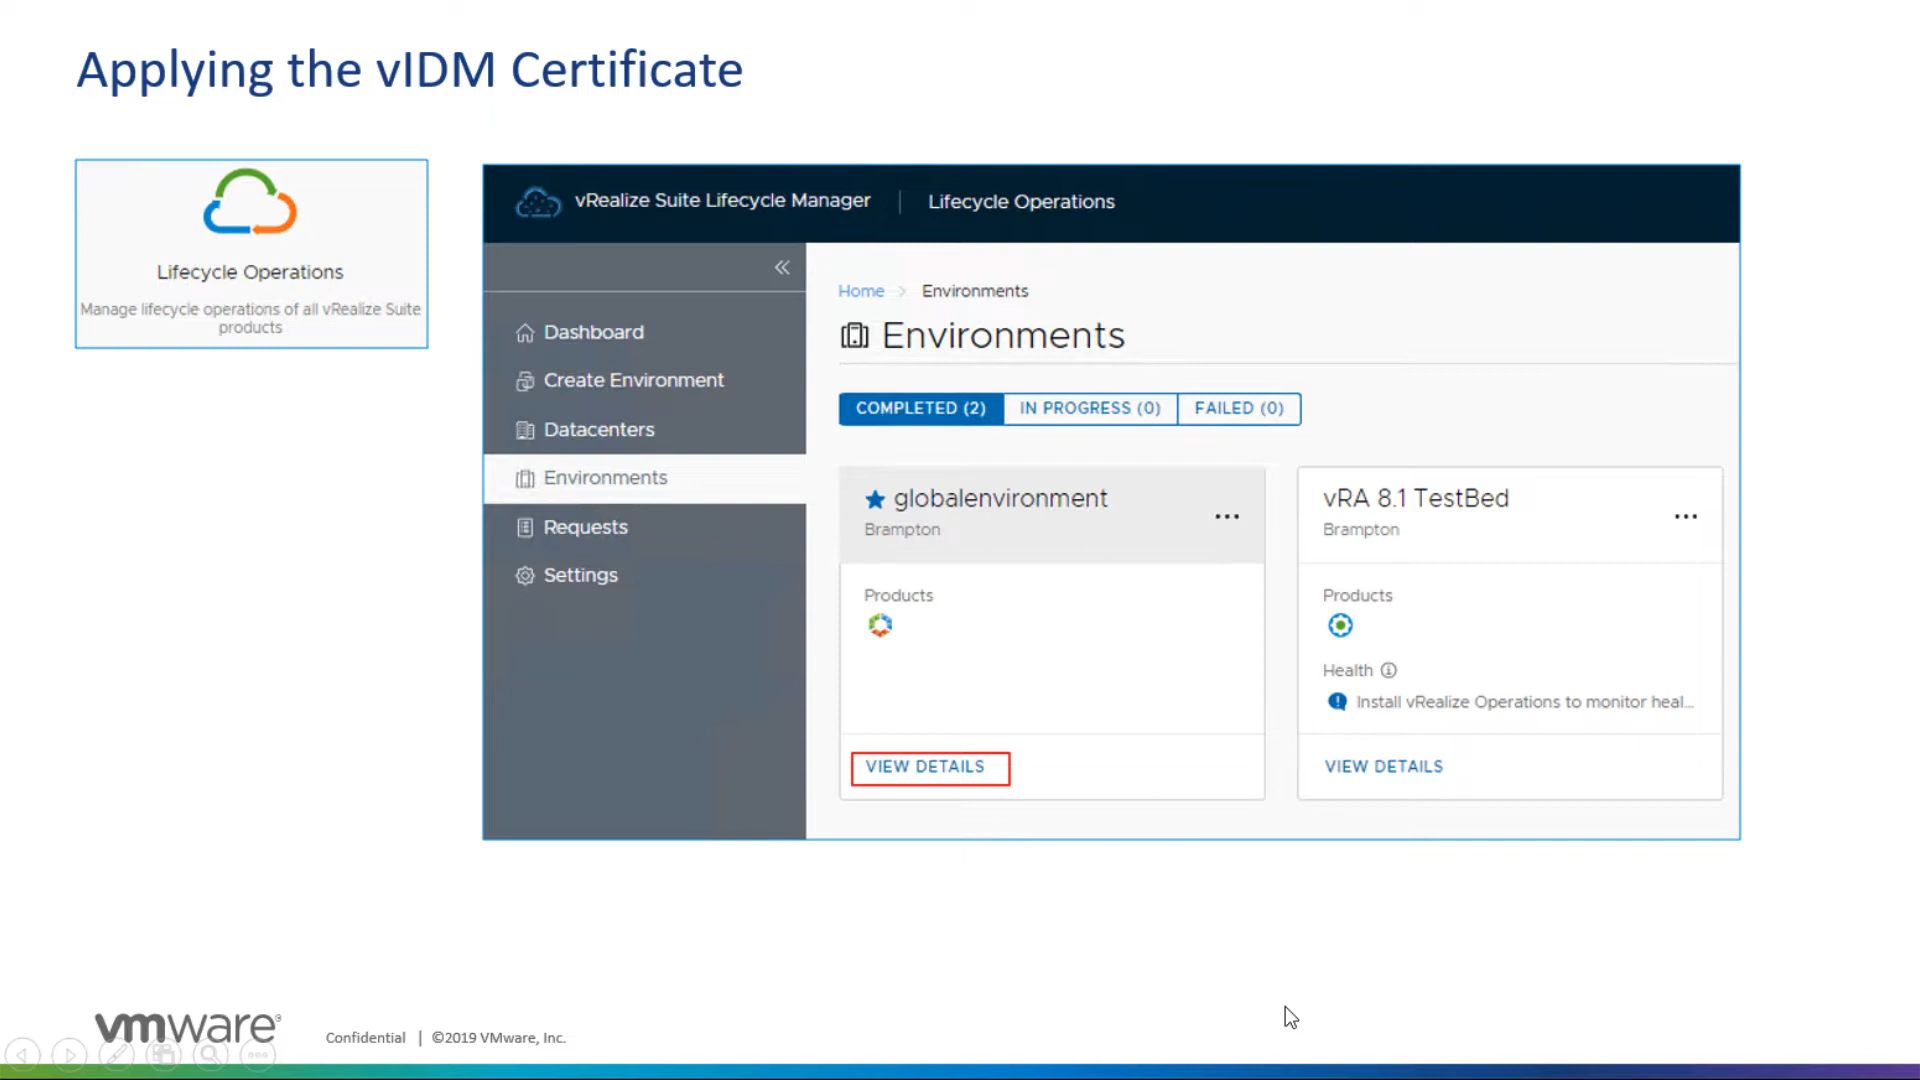 Applying the vIDM Certificate
Lifecycle Operations
Manage lifecycle operations of all vRealize Suite
products
vRealize Suite Lifecycle Manager | Lifecycle Operations
Dashboard
Create Environment
Datacenters
Environments
Requests
Settings
Home > Environments
Environments
COMPLETED (2) IN PROGRESS (0) FAILED (0)
globalenvironment
Brampton
Products
VIEW DETAILS
vRA 8.1 TestBed
Brampton
Products
Health
Install vRealize Operations to monitor heal...
VIEW DETAILS
vmware®
Confidential | ©2019 VMware, Inc.